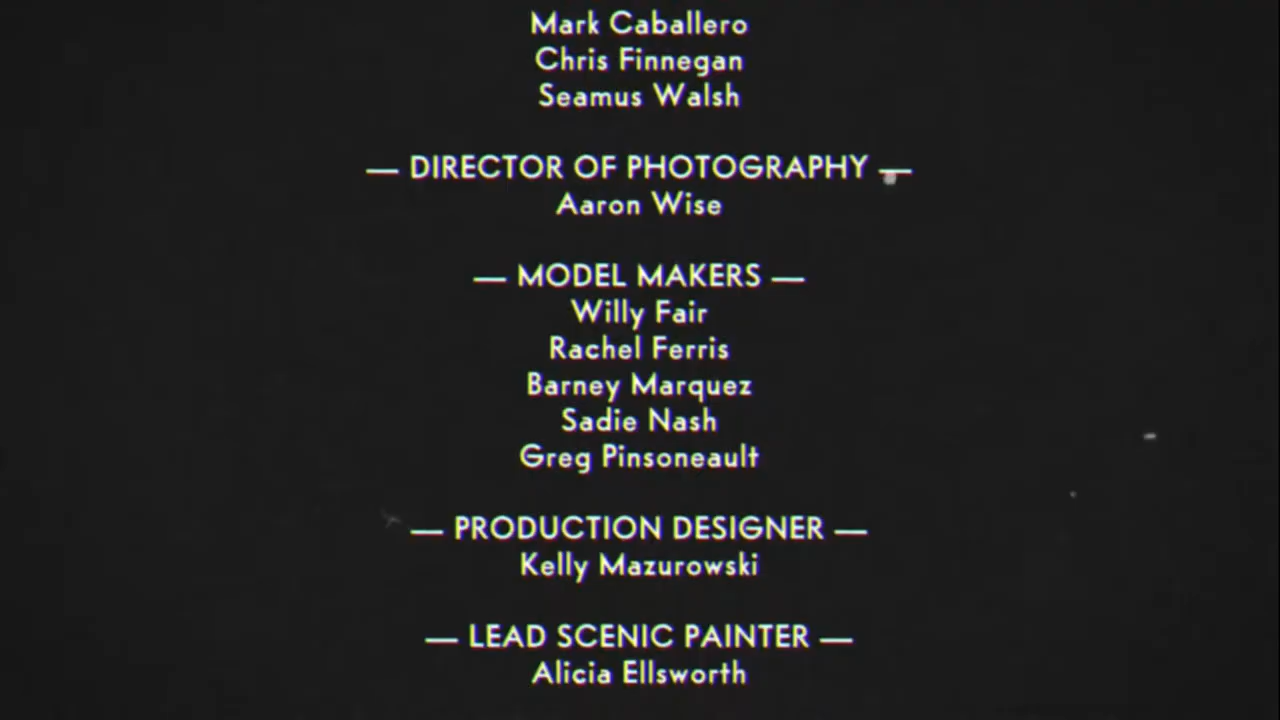 Mark Caballero
Chris Finnegan
Seamus Walsh
— DIRECTOR OF PHOTOGRAPHY —
Aaron Wise
— MODEL MAKERS —
Willy Fair
Rachel Ferris
Barney Marquez
Sadie Nash
Greg Pinsoneault
— PRODUCTION DESIGNER —
Kelly Mazurowski
— LEAD SCENIC PAINTER —
Alicia Ellsworth